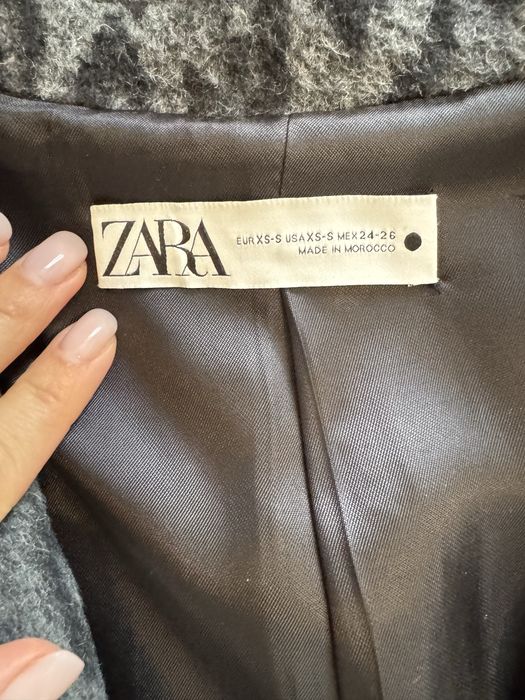 ZARA
EUR XS-S USA XS-S MEX 24-26
MADE IN MOROCCO